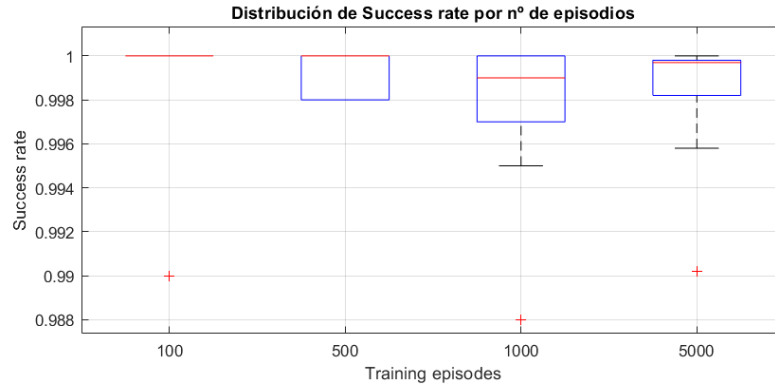 Distribución de Success rate por nº de episodios
1
0.998
0.996
0.994
0.992
0.99
0.988
Success rate
100 500 1000 5000
Training episodes